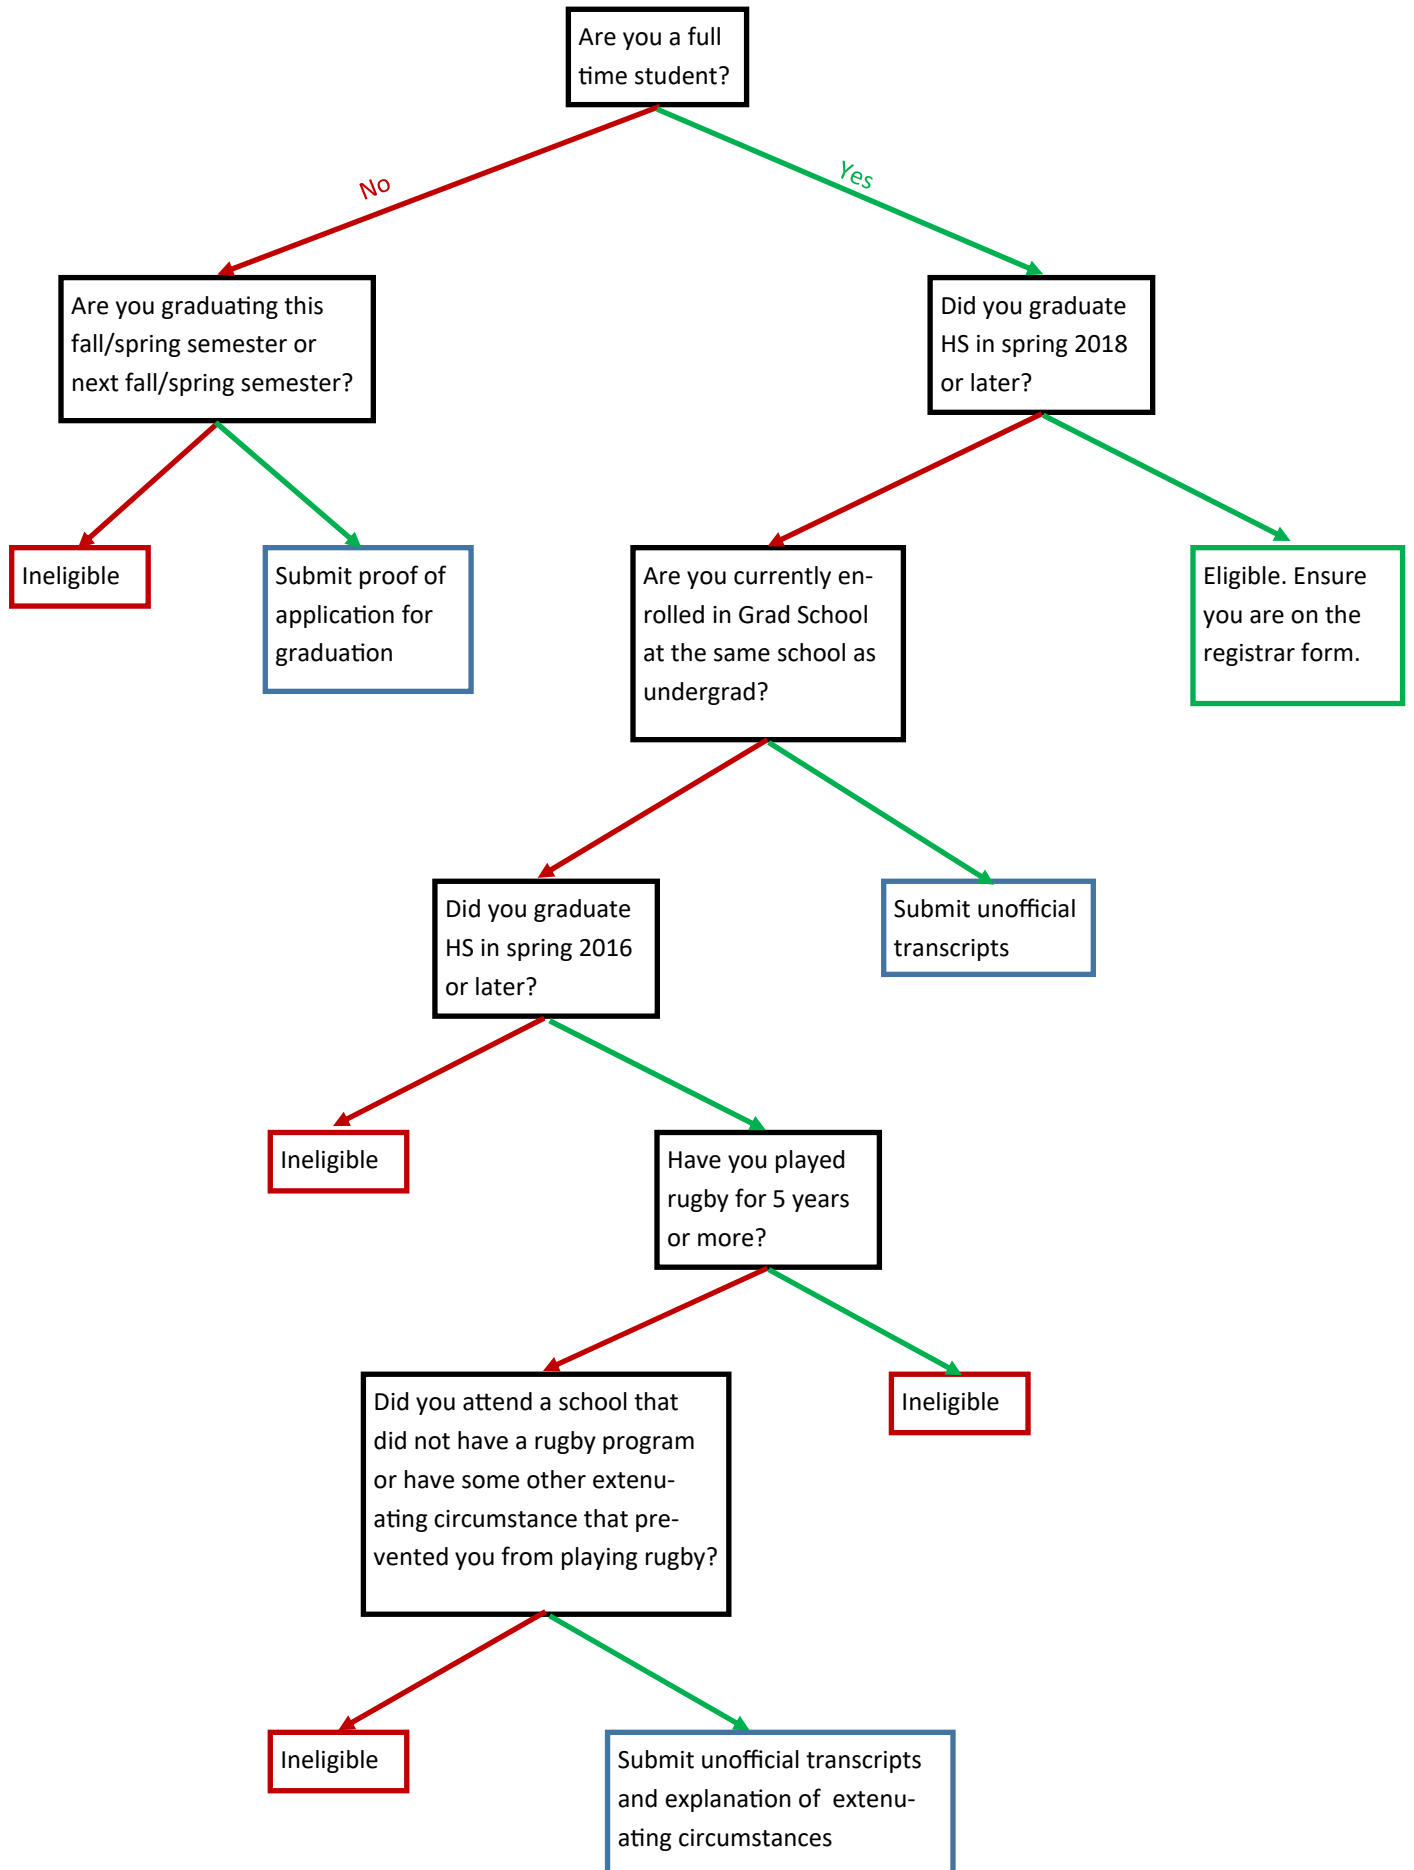 Are you a full
time student?
No
Yes
Are you graduating this
fall/spring semester or
next fall/spring semester?
Did you graduate
HS in spring 2018
or later?
Ineligible
Submit proof of
application for
graduation
Are you currently en-
rolled in Grad School
at the same school as
undergrad?
Eligible. Ensure
you are on the
registrar form.
Did you graduate
HS in spring 2016
or later?
Submit unofficial
transcripts
Ineligible
Have you played
rugby for 5 years
or more?
Did you attend a school that
did not have a rugby program
or have some other extenu-
ating circumstance that pre-
vented you from playing rugby?
Ineligible
Ineligible
Submit unofficial transcripts
and explanation of  extenu-
ating circumstances